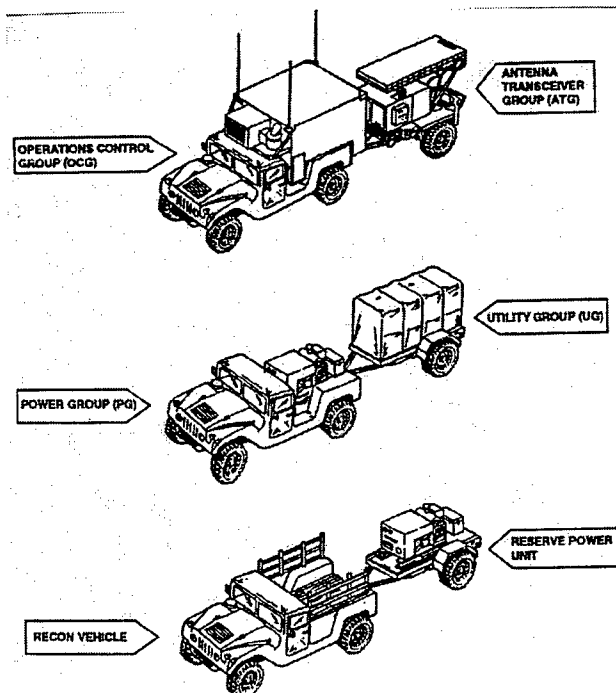 ANTENNA
TRANSCEIVER
GROUP (ATG)
OPERATIONS CONTROL
GROUP (OCG)
UTILITY GROUP (UG)
POWER GROUP (PG)
RESERVE POWER
UNIT
RECON VEHICLE